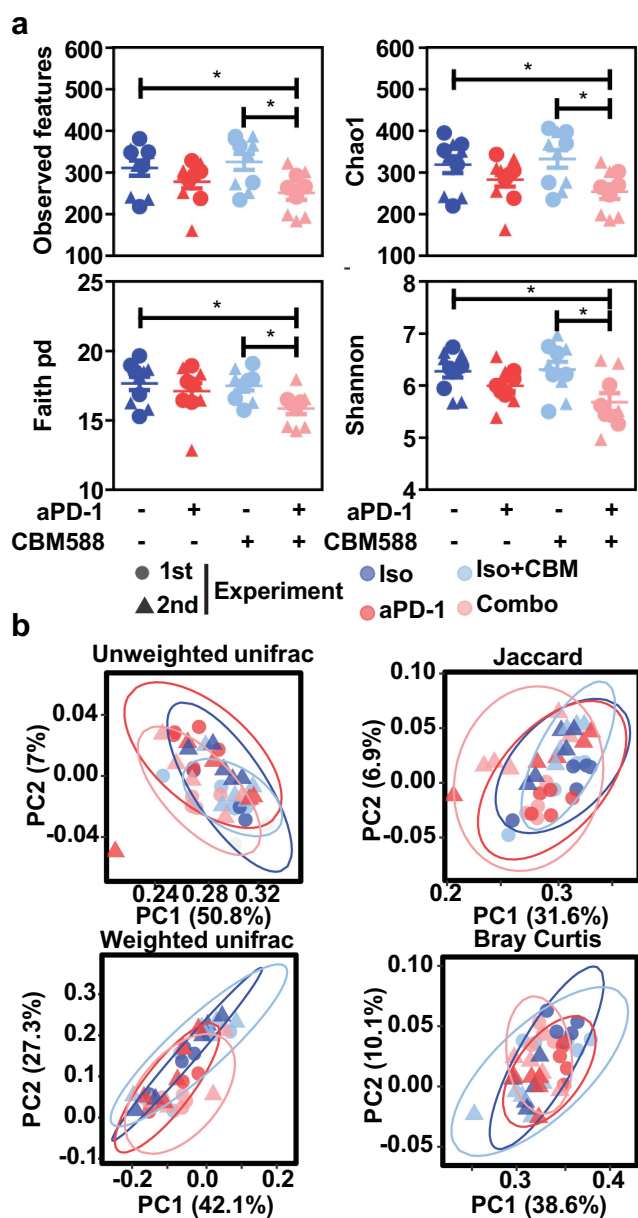 a
600
500
400
300
200
100
Observed features
*
*
600
500
400
300
200
100
Chao1
*
*
25
20
15
10
Faith pd
*
*
8
7
6
5
4
Shannon
*
*
aPD-1 - + - + aPD-1 - + - +
CBM588 - - + + CBM588 - - + +
1st
2nd
Experiment
Iso Iso+CBM
aPD-1 Combo
b
Unweighted unifrac
0.04
0.00
-0.04
PC2 (7%)
0.24 0.28 0.32
PC1 (50.8%)
Jaccard
0.10
0.05
0.00
-0.05
PC2 (6.9%)
0.2 0.3
PC1 (31.6%)
Weighted unifrac
0.3
0.2
0.1
0.0
-0.1
PC2 (27.3%)
-0.2 0.0 0.2
PC1 (42.1%)
Bray Curtis
0.10
0.05
0.00
-0.05
PC2 (10.1%)
0.3 0.4
PC1 (38.6%)